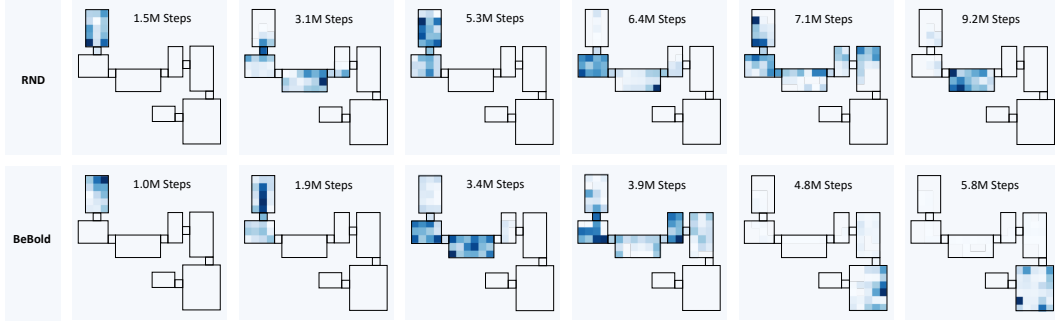 1.5M Steps
3.1M Steps
5.3M Steps
6.4M Steps
7.1M Steps
9.2M Steps
RND
1.0M Steps
1.9M Steps
3.4M Steps
3.9M Steps
4.8M Steps
5.8M Steps
BeBold